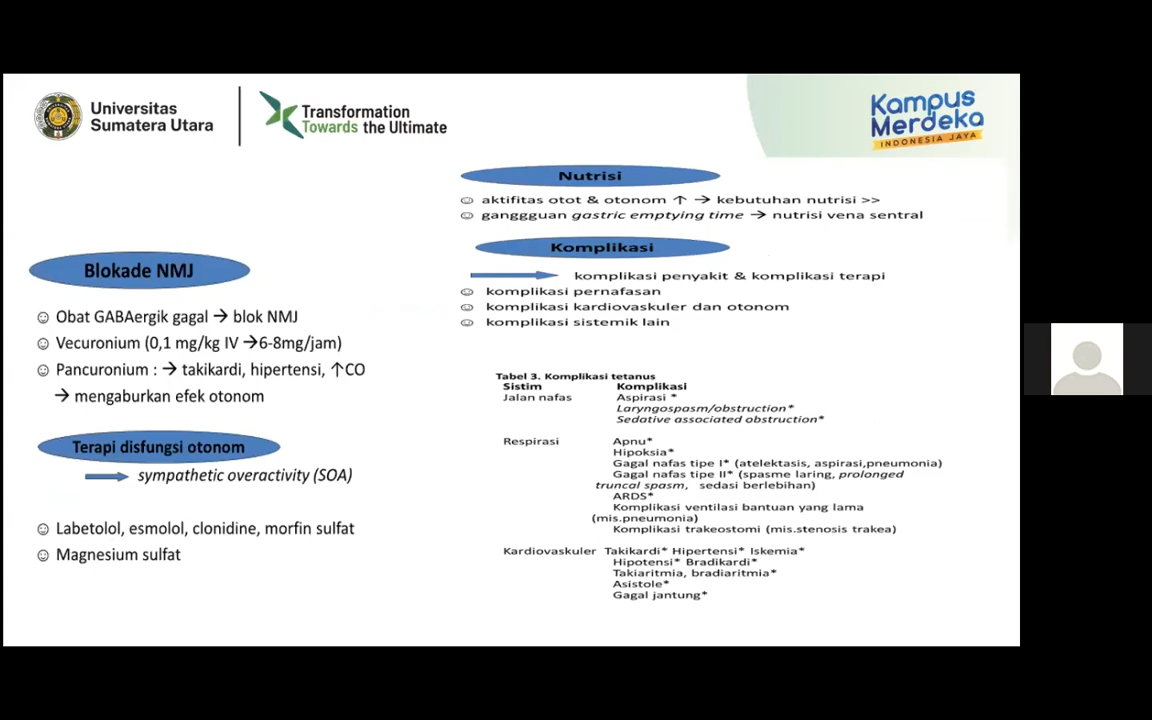 Universitas
Sumatera Utara
Transformation
Towards the Ultimate
Kampus
Merdeka
INDONESIA JAYA
Blokade NMJ
☺ Obat GABAergik gagal → blok NMJ
☺ Vecuronium (0,1 mg/kg IV →6-8mg/jam)
☺ Pancuronium : → takikardi, hipertensi, ↑CO
→ mengaburkan efek otonom
Terapi disfungsi otonom
sympathetic overactivity (SOA)
☺ Labetolol, esmolol, clonidine, morfin sulfat
☺ Magnesium sulfat
Nutrisi
☺ aktifitas otot & otonom ↑ → kebutuhan nutrisi >>
☺ ganggguan gastric emptying time → nutrisi vena sentral
Komplikasi
komplikasi penyakit & komplikasi terapi
☺ komplikasi pernafasan
☺ komplikasi kardiovaskuler dan otonom
☺ komplikasi sistemik lain
Tabel 3. Komplikasi tetanus
Sistim Komplikasi
Jalan nafas Aspirasi *
Laryngospasm/obstruction*
Sedative associated obstruction*
Respirasi Apnu*
Hipoksia*
Gagal nafas tipe I* (atelektasis, aspirasi,pneumonia)
Gagal nafas tipe II* (spasme laring, prolonged
truncal spasm, sedasi berlebihan)
ARDS*
Komplikasi ventilasi bantuan yang lama
(mis.pneumonia)
Komplikasi trakeostomi (mis.stenosis trakea)
Kardiovaskuler Takikardi* Hipertensi* Iskemia*
Hipotensi* Bradikardi*
Takiaritmia, bradiaritmia*
Asistole*
Gagal jantung*